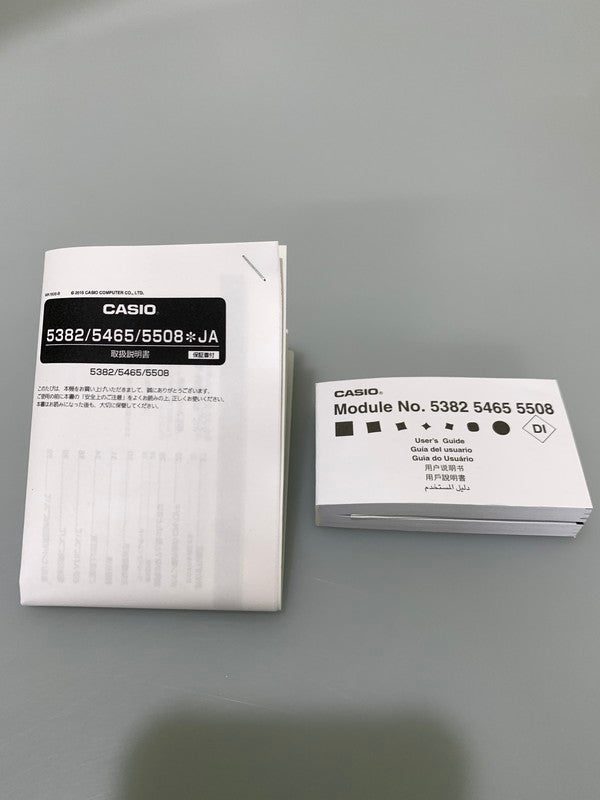 © 2015 CASIO COMPUTER CO., LTD.
CASIO
5382/5465/5508✻JA
取扱説明書 保証書付
5382/5465/5508
このたびは、本機をお買い上げいただきまして、誠にありがとうございます。
ご使用の前に本書の「安全上のご注意」をよくお読みの上、正しくお使いください。
本書はお読みになった後も、大切に保管してください。
CASIO®
Module No. 5382 5465 5508
DI
User's Guide
Guía del usuario
Guia do Usuário
用户说明书
用戶說明書
دليل المستخدم